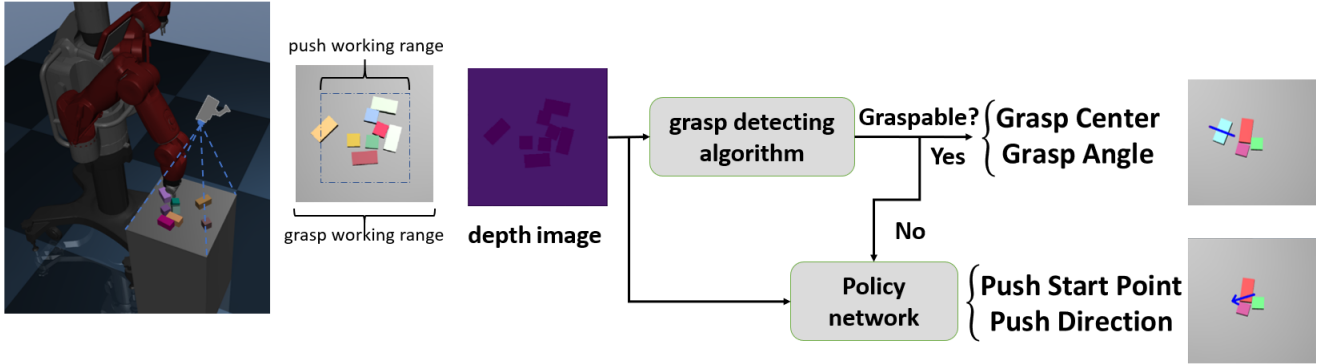 push working range
grasp working range
depth image
grasp detecting
algorithm
Graspable?
Yes
No
Grasp Center
Grasp Angle
Policy
network
Push Start Point
Push Direction